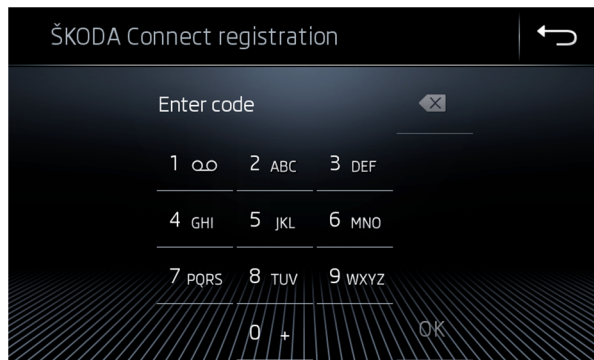 ŠKODA Connect registration
Enter code
1 2 ABC 3 DEF
4 GHI 5 JKL 6 MNO
7 PQRS 8 TUV 9 WXYZ
0 + OK